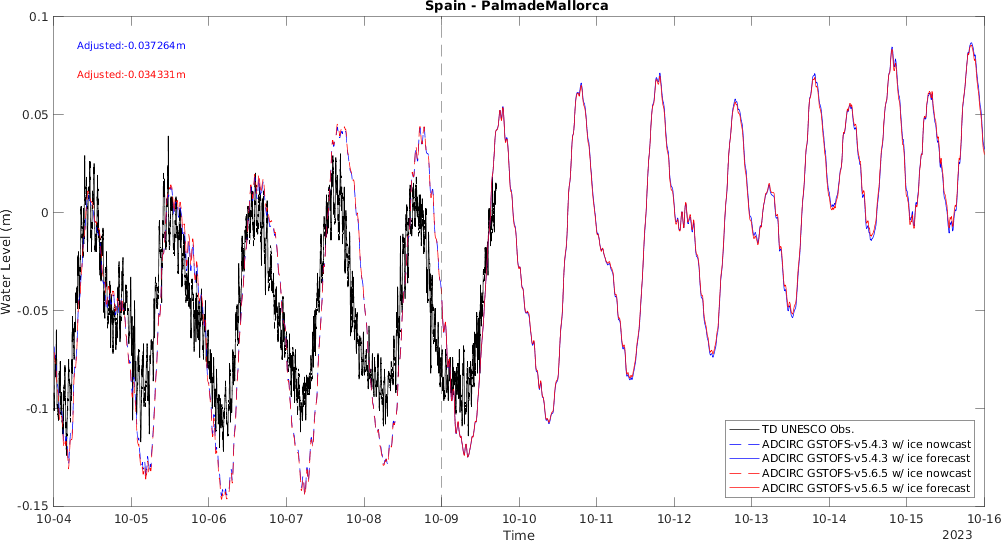 Spain - PalmadeMallorca
Adjusted:-0.037264m
Adjusted:-0.034331m
Water Level (m)
0.1
0.05
0
-0.05
-0.1
-0.15
TD UNESCO Obs.
ADCIRC GSTOFS-v5.4.3 w/ ice nowcast
ADCIRC GSTOFS-v5.4.3 w/ ice forecast
ADCIRC GSTOFS-v5.6.5 w/ ice nowcast
ADCIRC GSTOFS-v5.6.5 w/ ice forecast
10-04 10-05 10-06 10-07 10-08 10-09 10-10 10-11 10-12 10-13 10-14 10-15 10-16
Time
2023